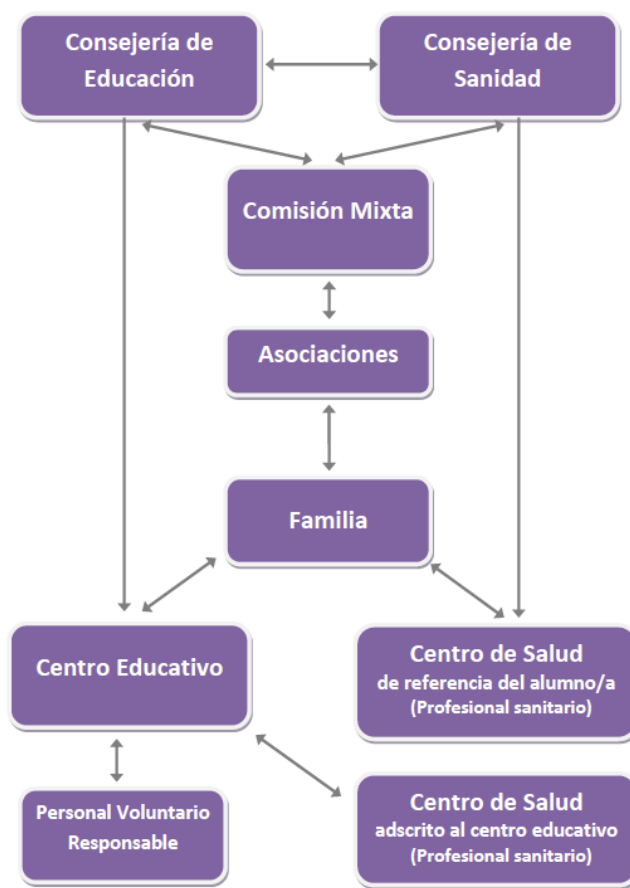 Consejería de
Educación
Consejería de
Sanidad
Comisión Mixta
Asociaciones
Familia
Centro Educativo
Centro de Salud
de referencia del alumno/a
(Profesional sanitario)
Personal Voluntario
Responsable
Centro de Salud
adscrito al centro educativo
(Profesional sanitario)